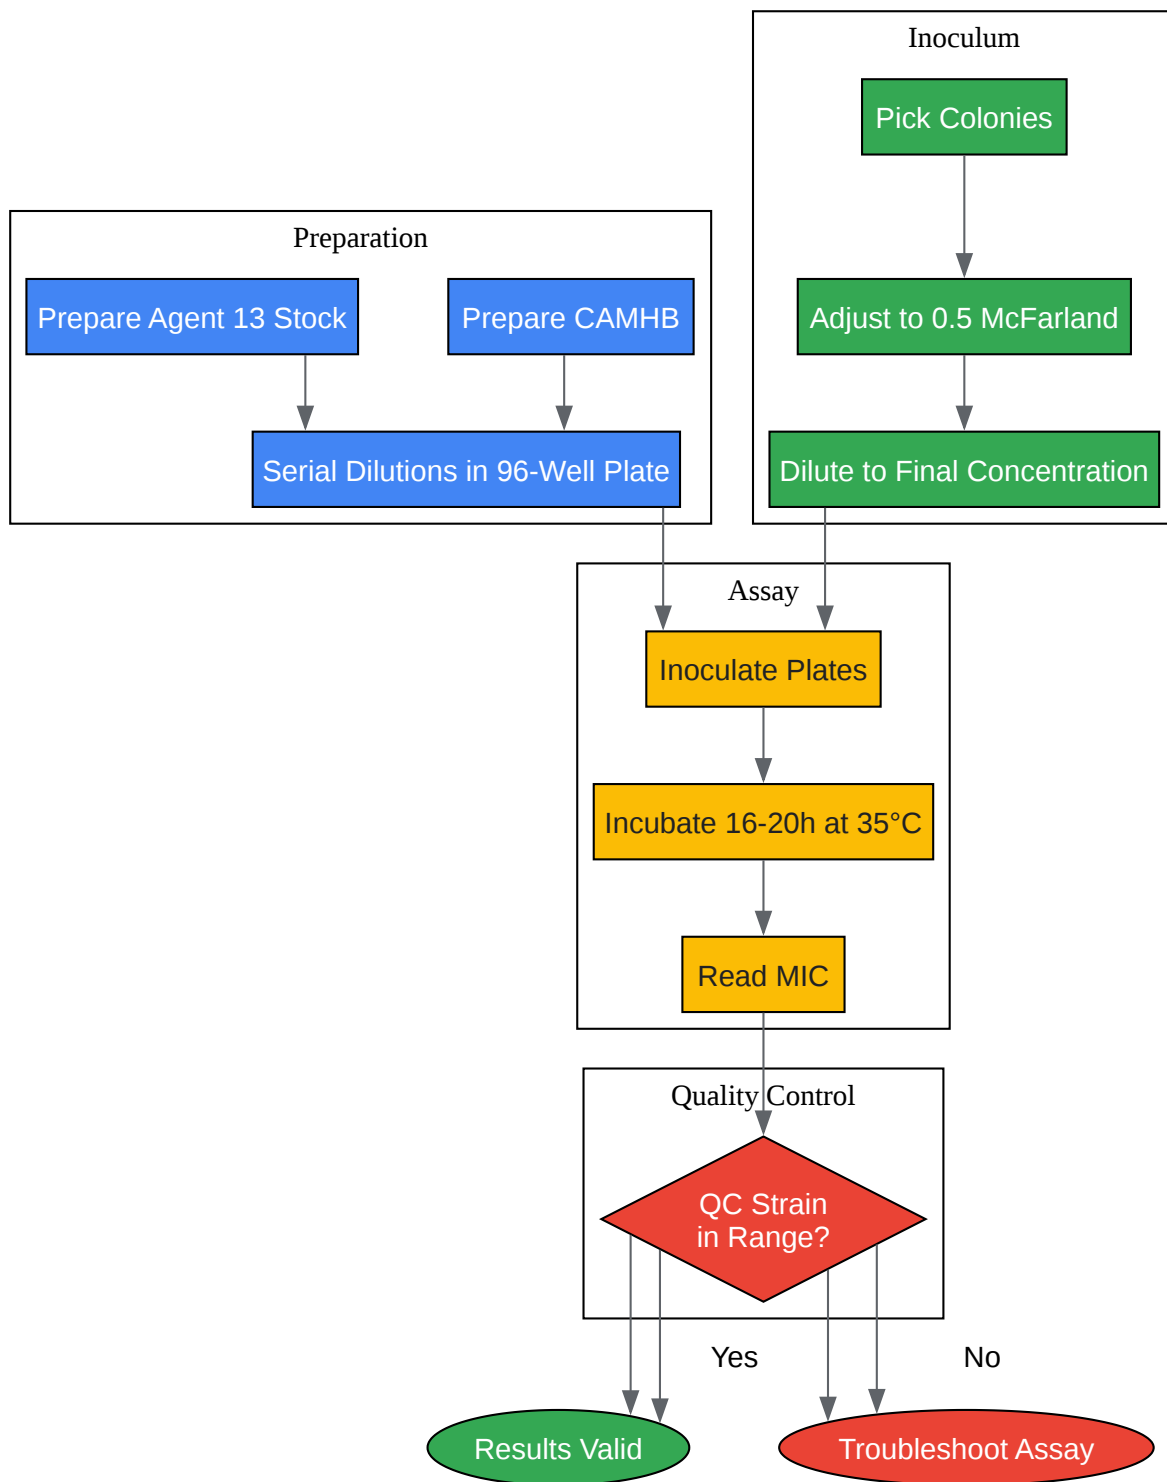 Inoculum
Pick Colonies
Preparation
Prepare Agent 13 Stock
Prepare CAMHB
Adjust to 0.5 McFarland
Serial Dilutions in 96-Well Plate
Dilute to Final Concentration
Assay
Inoculate Plates
Incubate 16-20h at 35°C
Read MIC
Quality Control
QC Strain
in Range?
Yes
No
Results Valid
Troubleshoot Assay